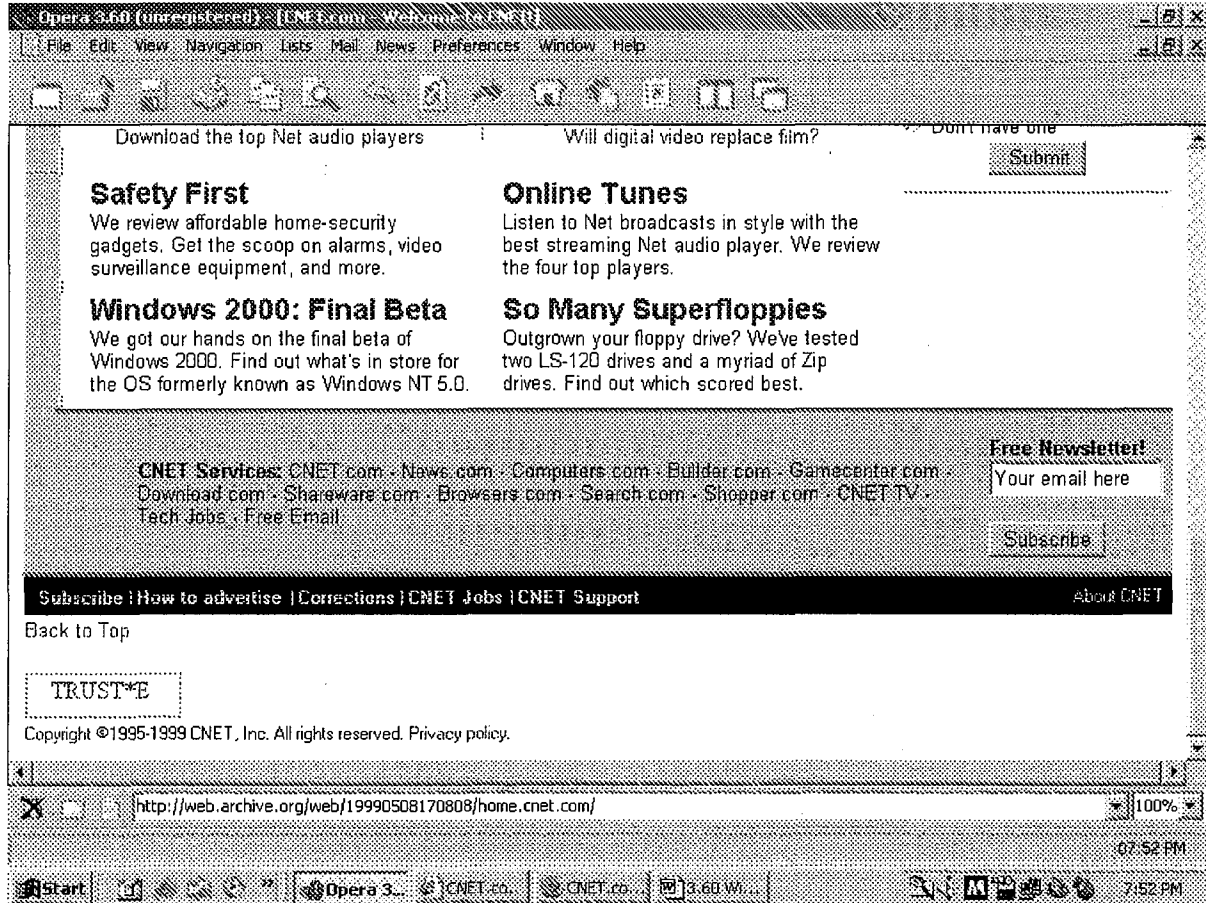 Opera 3.60 (unregistered) - [CNET.com - Welcome to CNET!]
File Edit View Navigation Lists Mail News Preferences Window Help
Download the top Net audio players
Will digital video replace film?
Don't have one
Submit
Safety First
We review affordable home-security
gadgets. Get the scoop on alarms, video
surveillance equipment, and more.
Online Tunes
Listen to Net broadcasts in style with the
best streaming Net audio player. We review
the four top players.
Windows 2000: Final Beta
We got our hands on the final beta of
Windows 2000. Find out what's in store for
the OS formerly known as Windows NT 5.0.
So Many Superfloppies
Outgrown your floppy drive? We've tested
two LS-120 drives and a myriad of Zip
drives. Find out which scored best.
CNET Services: CNET.com - News.com - Computers.com - Builder.com - Gamecenter.com -
Download.com - Shareware.com - Browsers.com - Search.com - Shopper.com - CNET TV -
Tech Jobs - Free Email
Free Newsletter!
Your email here
Subscribe
Subscribe | How to advertise | Corrections | CNET Jobs | CNET Support
About CNET
Back to Top
TRUST*E
Copyright ©1995-1999 CNET, Inc. All rights reserved. Privacy policy.
http://web.archive.org/web/19990508170808/home.cnet.com/
100%
07:52 PM
Start
Opera 3...
CNET.co...
CNET.co...
3.60 Wi...
7:52 PM